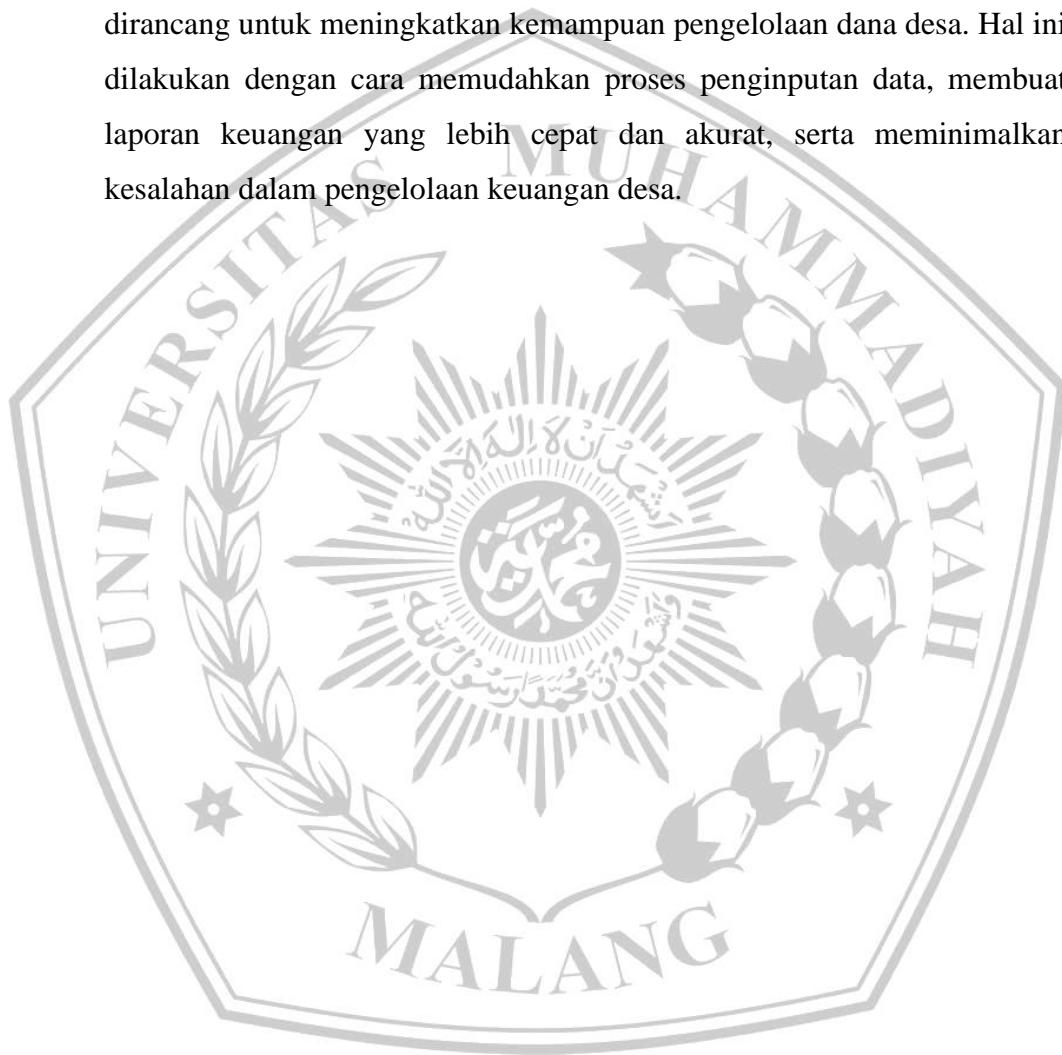 dirancang untuk meningkatkan kemampuan pengelolaan dana desa. Hal ini
dilakukan dengan cara memudahkan proses penginputan data, membuat
laporan keuangan yang lebih cepat dan akurat, serta meminimalkan
kesalahan dalam pengelolaan keuangan desa.
UNIVERSITAS MUHAMMADIYAH
MALANG